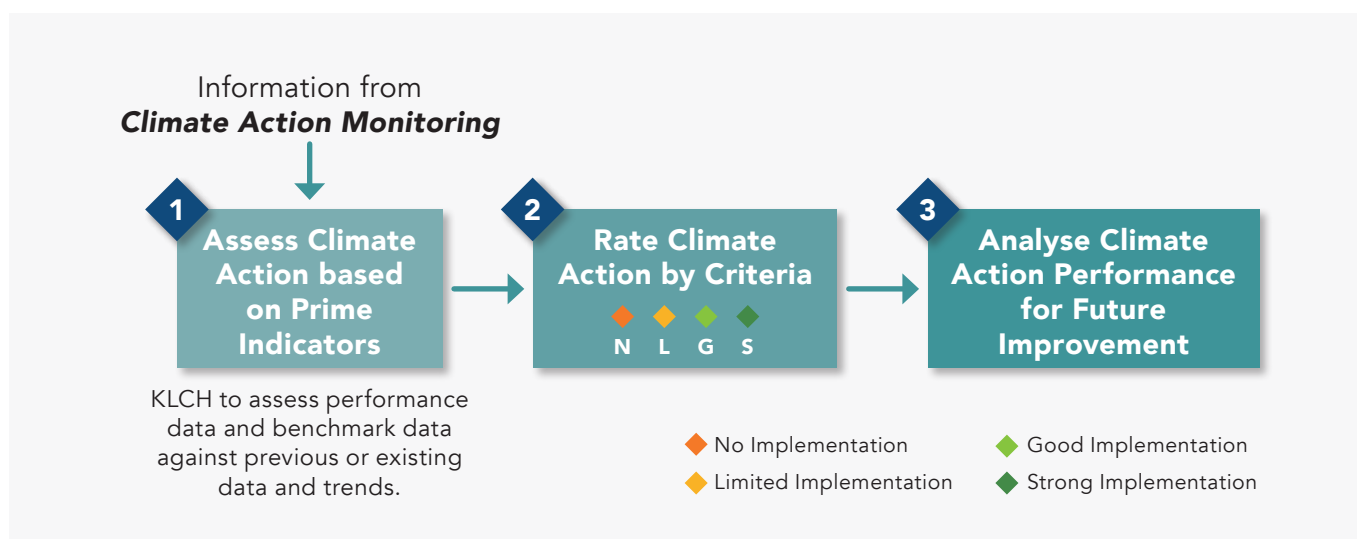 Information from
Climate Action Monitoring
1
Assess Climate
Action based
on Prime
Indicators
KLCH to assess performance
data and benchmark data
against previous or existing
data and trends.
2
Rate Climate
Action by Criteria
N L G S
3
Analyse Climate
Action Performance
for Future
Improvement
No Implementation
Limited Implementation
Good Implementation
Strong Implementation